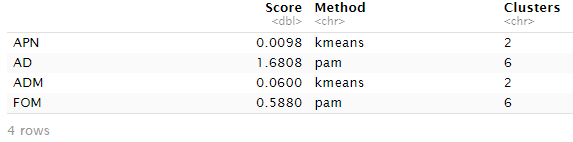 Score Method Clusters
<dbl> <chr> <chr>
APN 0.0098 kmeans 2
AD 1.6808 pam 6
ADM 0.0600 kmeans 2
FOM 0.5880 pam 6
4 rows